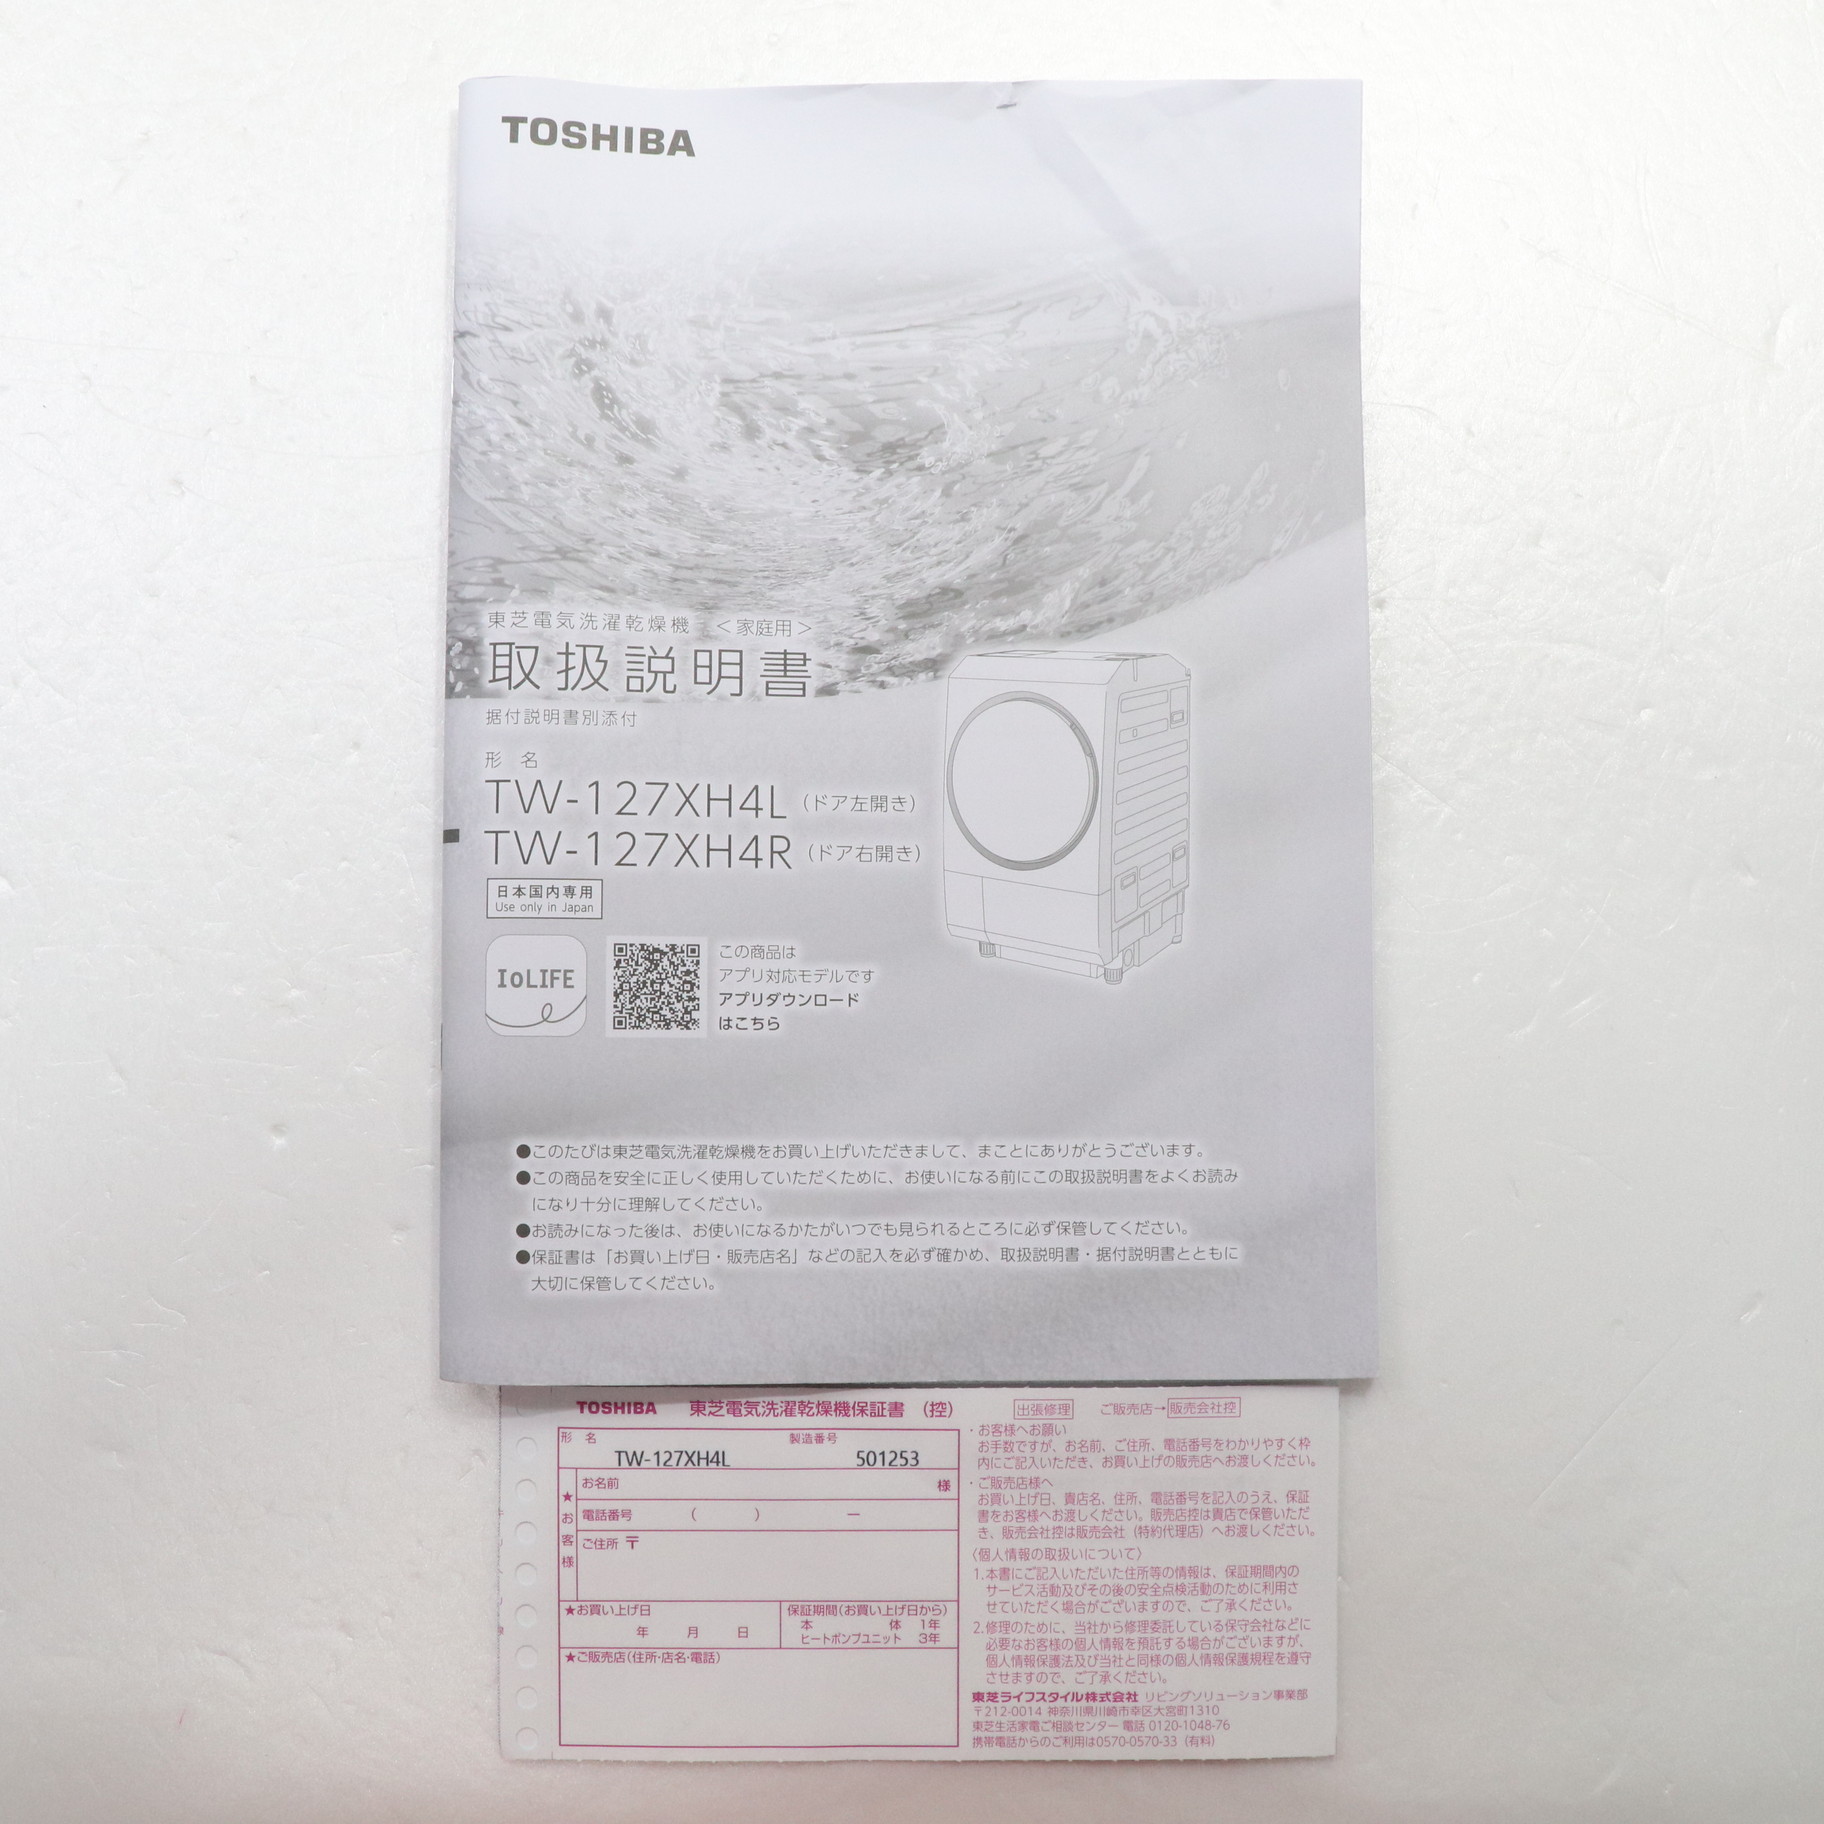 TOSHIBA
東芝電気洗濯乾燥機 ＜家庭用＞
取扱説明書
据付説明書別添付
形 名
TW-127XH4L（ドア左開き）
TW-127XH4R（ドア右開き）
日本国内専用
Use only in Japan
IoLIFE
この商品は
アプリ対応モデルです
アプリダウンロード
はこちら
●このたびは東芝電気洗濯乾燥機をお買い上げいただきまして、まことにありがとうございます。
●この商品を安全に正しく使用していただくために、お使いになる前にこの取扱説明書をよくお読み
になり十分に理解してください。
●お読みになった後は、お使いになるかたがいつでも見られるところに必ず保管してください。
●保証書は「お買い上げ日・販売店名」などの記入を必ず確かめ、取扱説明書・据付説明書とともに
大切に保管してください。
TOSHIBA 東芝電気洗濯乾燥機保証書 （控）
形 名 製造番号
TW-127XH4L 501253
★お客様
お名前 様
電話番号 （ ） ー
ご住所 〒
★お買い上げ日
年 月 日
保証期間(お買い上げ日から)
本 体 1年
ヒートポンプユニット 3年
★ご販売店(住所・店名・電話)
出張修理 ご販売店→販売会社控
・お客様へお願い
お手数ですが、お名前、ご住所、電話番号をわかりやすく枠
内にご記入いただき、お買い上げの販売店へお渡しください。
・ご販売店様へ
お買い上げ日、貴店名、住所、電話番号を記入のうえ、保証
書をお客様へお渡しください。販売店控は貴店で保管いただ
き、販売会社控は販売会社（特約代理店）へお渡しください。
〈個人情報の取扱いについて〉
1.本書にご記入いただいた住所等の情報は、保証期間内の
サービス活動及びその後の安全点検活動のために利用さ
せていただく場合がございますので、ご了承ください。
2.修理のために、当社から修理委託している保守会社などに
必要なお客様の個人情報を預託する場合がございますが、
個人情報保護法及び当社と同様の個人情報保護規程を遵守
させますので、ご了承ください。
東芝ライフスタイル株式会社 リビングソリューション事業部
〒212-0014 神奈川県川崎市幸区大宮町1310
東芝生活家電ご相談センター 電話 0120-1048-76
携帯電話からのご利用は0570-0570-33（有料）